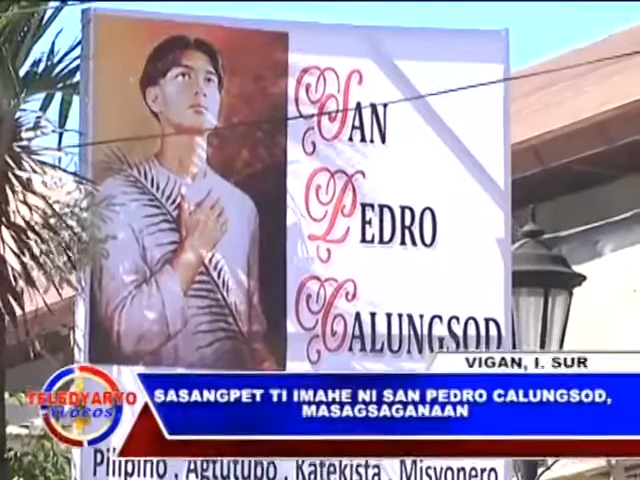 SAN
PEDRO
CALUNGSOD
VIGAN, I. SUR
TELEDYARYO
ILOCOS
SASANGPET TI IMAHE NI SAN PEDRO CALUNGSOD,
MASAGSAGANAAN
Pilipino , Agtutubo , Katekista , Misyonero